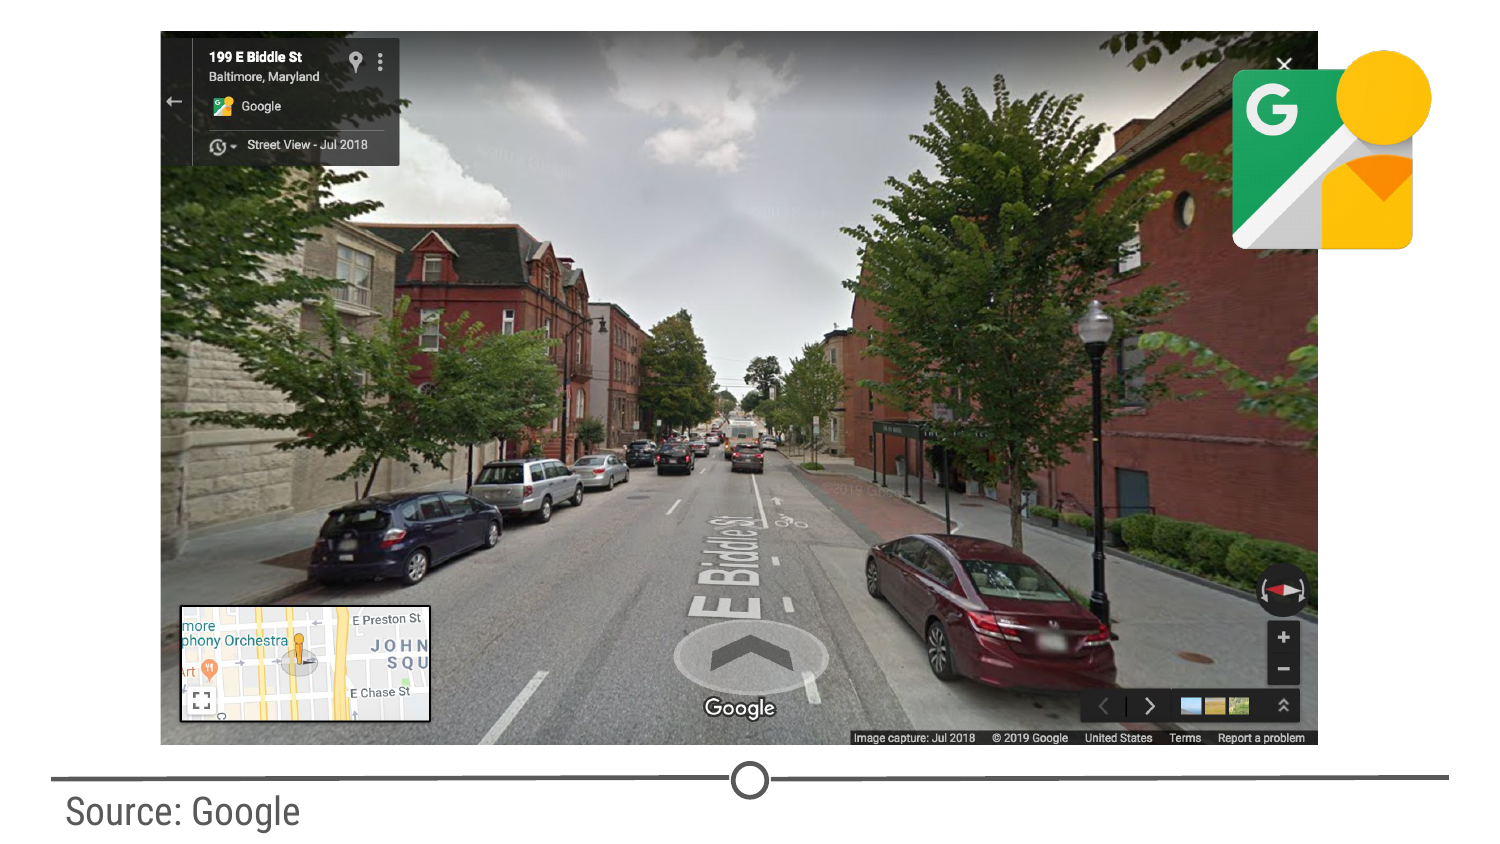 199 E Biddle St
Baltimore, Maryland
Google
Street View - Jul 2018
G
E Biddle St
more
phony Orchestra
Art
E Preston St
JOHN
SQU
E Chase St
Google
Image capture: Jul 2018 © 2019 Google United States Terms Report a problem
Source: Google